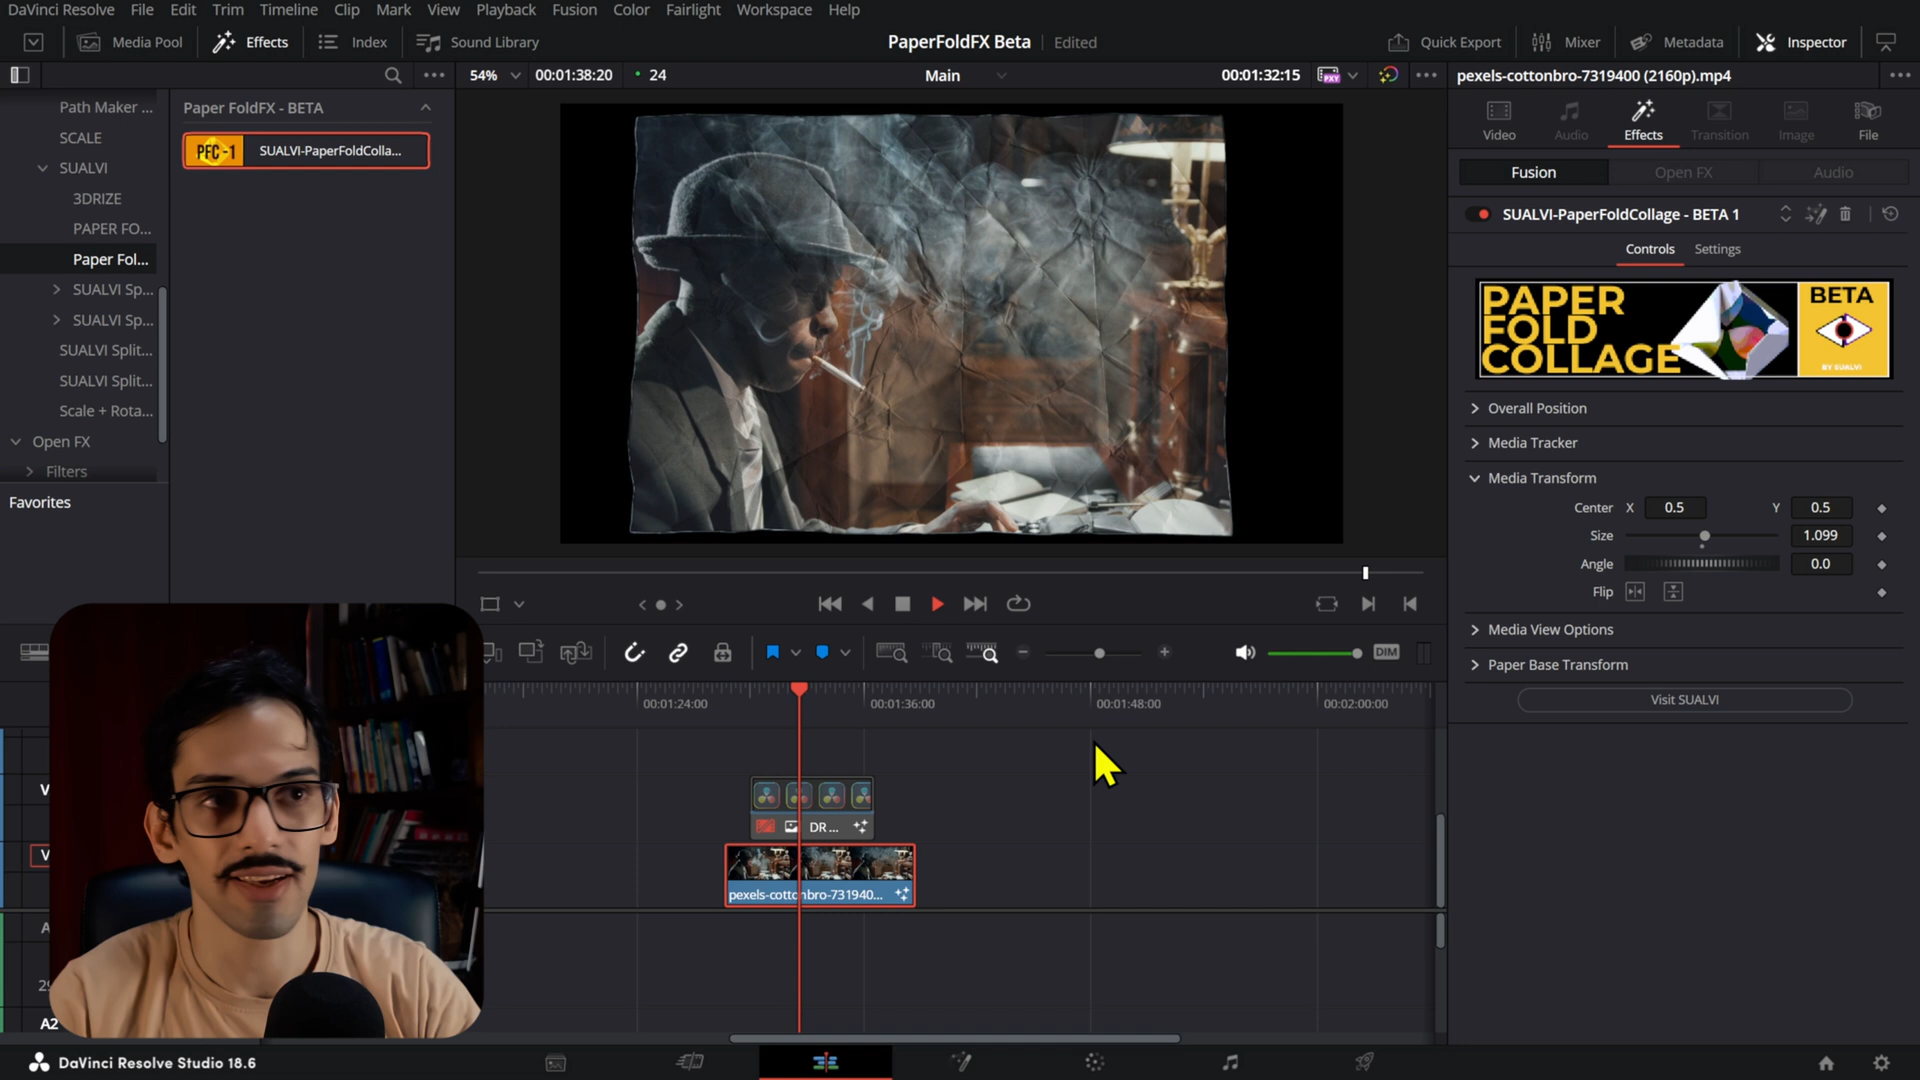 DaVinci Resolve File Edit Trim Timeline Clip Mark View Playback Fusion Color Fairlight Workspace Help
Media Pool Effects Index Sound Library PaperFoldFX Beta Edited Quick Export Mixer Metadata Inspector
54% 00:01:38:20 24 Main 00:01:32:15 PXY pexels-cottonbro-7319400 (2160p).mp4
Path Maker ...
SCALE
SUALVI
3DRIZE
PAPER FO...
Paper Fol...
SUALVI Sp...
SUALVI Sp...
SUALVI Split...
SUALVI Split...
Scale + Rota...
Open FX
Filters
Favorites
Paper FoldFX - BETA
PFC -1 SUALVI-PaperFoldColla...
Video Audio Effects Transition Image File
Fusion Open FX Audio
SUALVI-PaperFoldCollage - BETA 1
Controls Settings
PAPER
FOLD
COLLAGE
BETA
BY SUALVI
Overall Position
Media Tracker
Media Transform
Center X 0.5 Y 0.5
Size 1.099
Angle 0.0
Flip
Media View Options
Paper Base Transform
Visit SUALVI
DIM
00:01:24:00 00:01:36:00 00:01:48:00 00:02:00:00
DR...
pexels-cottonbro-731940...
A2
DaVinci Resolve Studio 18.6